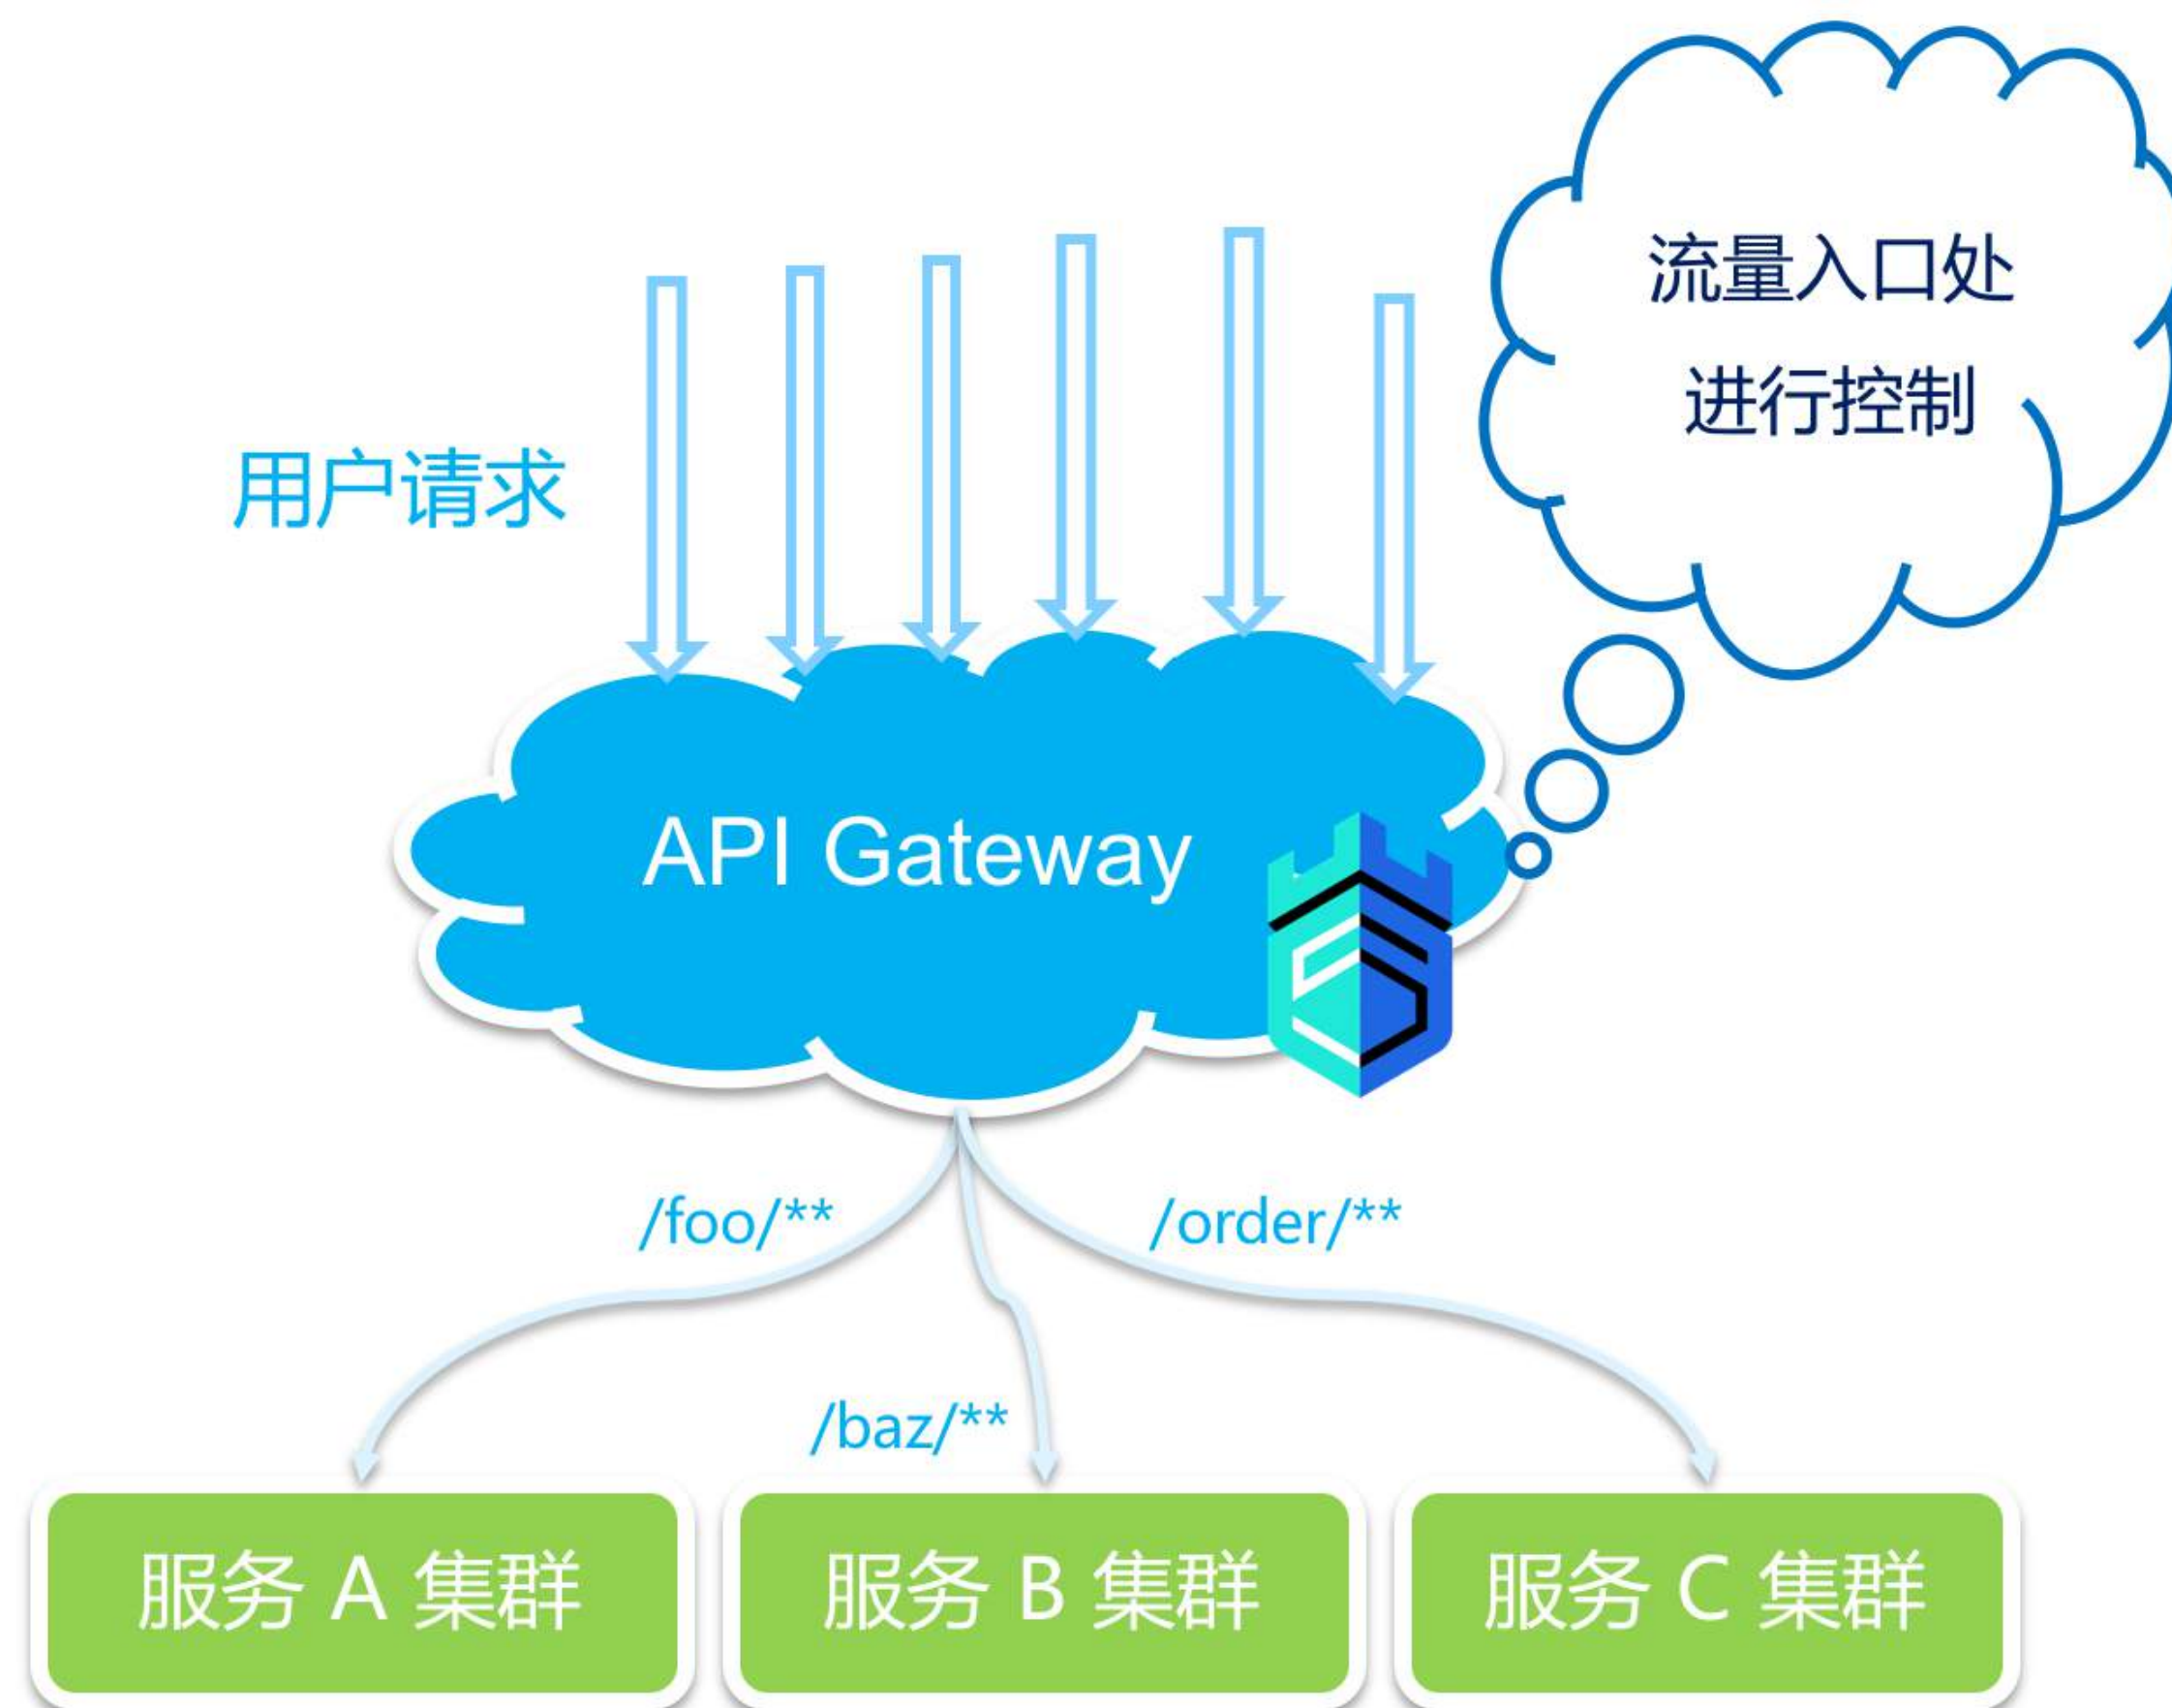 流量入口处
进行控制
用户请求
API Gateway
/foo/**
/order/**
/baz/**
服务 A 集群
服务 B 集群
服务 C 集群